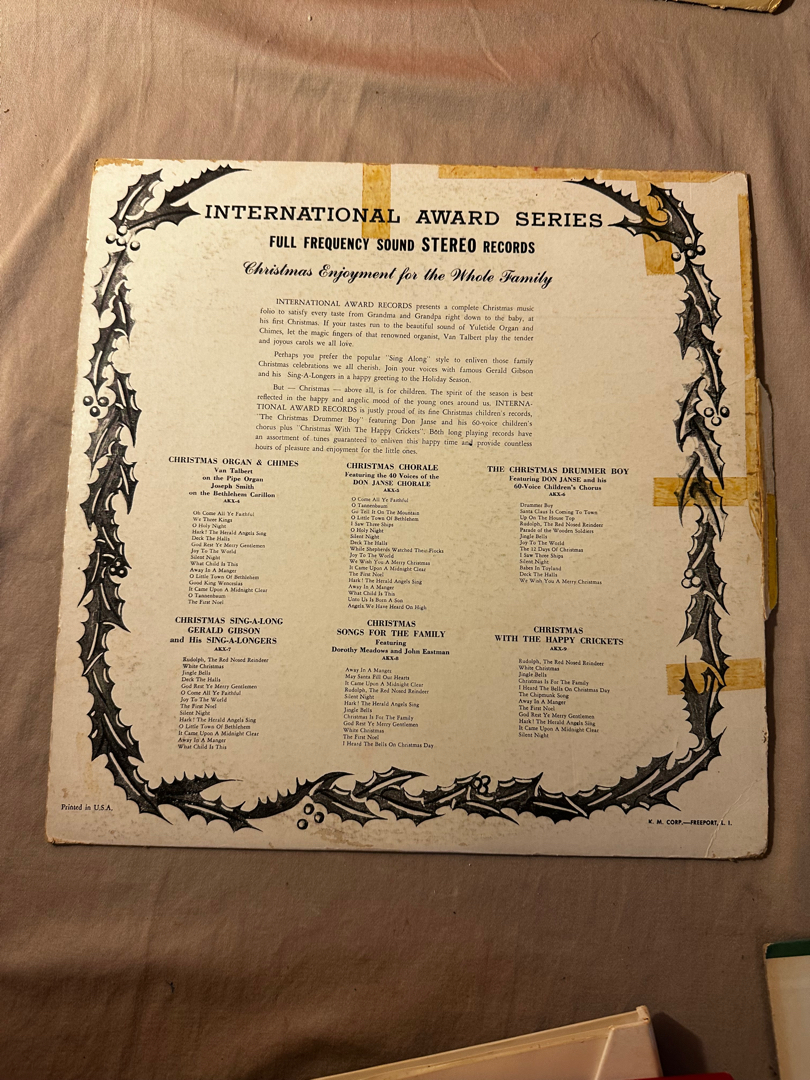 INTERNATIONAL AWARD SERIES
FULL FREQUENCY SOUND STEREO RECORDS
Christmas Enjoyment for the Whole Family
INTERNATIONAL AWARD RECORDS presents a complete Christmas music
folio to satisfy every taste from Grandma and Grandpa right down to the baby, at
his first Christmas. If your tastes run to the beautiful sound of Yuletide Organ and
Chimes, let the magic fingers of that renowned organist, Van Talbert play the tender
and joyous carols we all love.
Perhaps you prefer the popular "Sing Along" style to enliven those family
Christmas celebrations we all cherish. Join your voices with famous Gerald Gibson
and his Sing-A-Longers in a happy greeting to the Holiday Season.
But — Christmas — above all, is for children. The spirit of the season is best
reflected in the happy and angelic mood of the young ones around us. INTERNA-
TIONAL AWARD RECORDS is justly proud of its fine Christmas children's records,
"The Christmas Drummer Boy" featuring Don Janse and his 60-voice children's
chorus plus "Christmas With The Happy Crickets". Both long playing records have
an assortment of tunes guaranteed to enliven this happy time and provide countless
hours of pleasure and enjoyment for the little ones.
CHRISTMAS ORGAN & CHIMES
Van Talbert
on the Pipe Organ
Joseph Smith
on the Bethlehem Carillon
AKX-4
Oh Come All Ye Faithful
We Three Kings
O Holy Night
Hark! The Herald Angels Sing
Deck The Halls
God Rest Ye Merry Gentlemen
Joy To The World
Silent Night
What Child Is This
Away In A Manger
O Little Town Of Bethlehem
Good King Wenceslas
It Came Upon A Midnight Clear
O Tannenbaum
The First Noel
CHRISTMAS CHORALE
Featuring the 40 Voices of the
DON JANSE CHORALE
AKX-5
O Come All Ye Faithful
O Tannenbaum
Go Tell It On The Mountain
O Little Town Of Bethlehem
I Saw Three Ships
O Holy Night
Silent Night
Deck The Halls
While Shepherds Watched Their Flocks
Joy To The World
We Wish You A Merry Christmas
It Came Upon A Midnight Clear
The First Noel
Hark! The Herald Angels Sing
Away In A Manger
What Child Is This
Unto Us Is Born A Son
Angels We Have Heard On High
THE CHRISTMAS DRUMMER BOY
Featuring DON JANSE and his
60-Voice Children's Chorus
AKX-6
Drummer Boy
Santa Claus Is Coming To Town
Up On The House Top
Rudolph, The Red Nosed Reindeer
Parade of the Wooden Soldiers
Jingle Bells
Joy To The World
The 12 Days Of Christmas
I Saw Three Ships
Silent Night
Babes In Toyland
Deck The Halls
We Wish You A Merry Christmas
CHRISTMAS SING-A-LONG
GERALD GIBSON
and His SING-A-LONGERS
AKX-7
Rudolph, The Red Nosed Reindeer
White Christmas
Jingle Bells
Deck The Halls
God Rest Ye Merry Gentlemen
O Come All Ye Faithful
Joy To The World
The First Noel
Silent Night
Hark! The Herald Angels Sing
O Little Town Of Bethlehem
It Came Upon A Midnight Clear
Away In A Manger
What Child Is This
CHRISTMAS
SONGS FOR THE FAMILY
Featuring
Dorothy Meadows and John Eastman
AKX-8
Away In A Manger
May Santa Fill Our Hearts
It Came Upon A Midnight Clear
Rudolph, The Red Nosed Reindeer
Silent Night
Hark! The Herald Angels Sing
Jingle Bells
Christmas Is For The Family
God Rest Ye Merry Gentlemen
White Christmas
The First Noel
I Heard The Bells On Christmas Day
CHRISTMAS
WITH THE HAPPY CRICKETS
AKX-9
Rudolph, The Red Nosed Reindeer
White Christmas
Jingle Bells
Christmas Is For The Family
I Heard The Bells On Christmas Day
The Chipmunk Song
Away In A Manger
The First Noel
God Rest Ye Merry Gentlemen
Hark! The Herald Angels Sing
It Came Upon A Midnight Clear
Silent Night
Printed in U.S.A.
K. M. CORP.—FREEPORT, L. I.